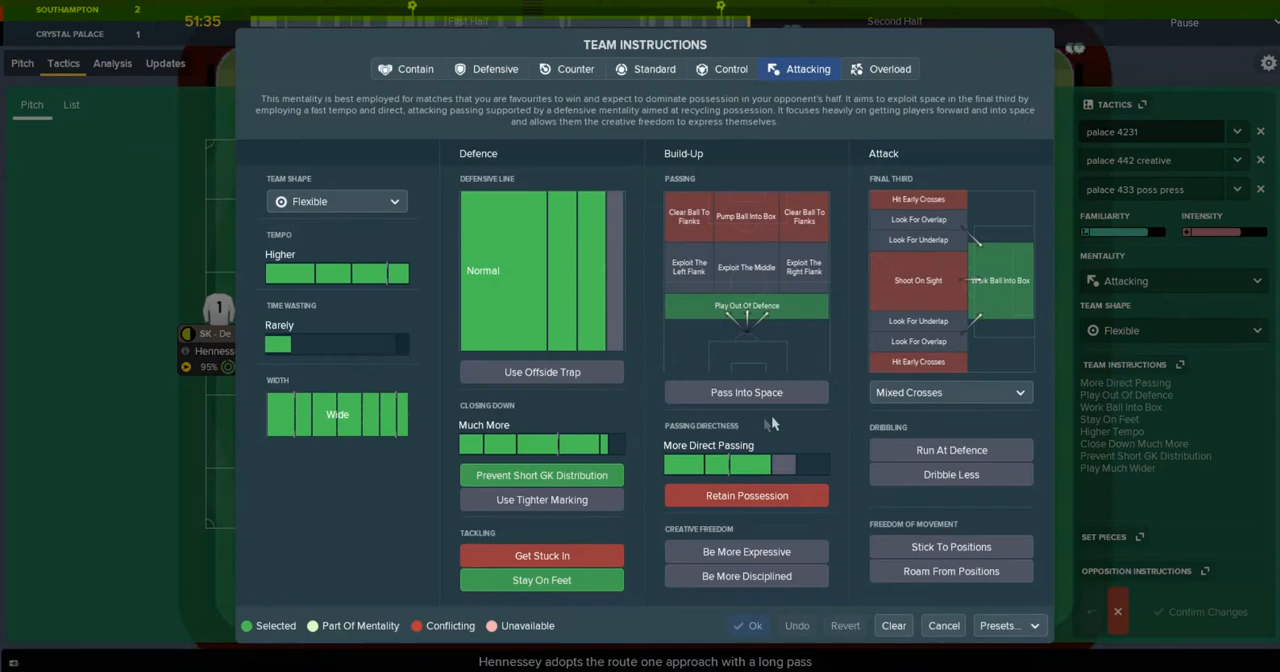 SOUTHAMPTON 2
CRYSTAL PALACE 1
51:35
First Half
Second Half
Pause
Pitch Tactics Analysis Updates
Pitch List
1
SK - De
Hennes
95%
TEAM INSTRUCTIONS
Contain Defensive Counter Standard Control Attacking Overload
This mentality is best employed for matches that you are favourites to win and expect to dominate possession in your opponent's half. It aims to exploit space in the final third by
employing a fast tempo and direct, attacking passing supported by a defensive mentality aimed at recycling possession. It focuses heavily on getting players forward and into space
and allows them the creative freedom to express themselves.
TEAM SHAPE
Flexible
TEMPO
Higher
TIME WASTING
Rarely
WIDTH
Wide
Defence
DEFENSIVE LINE
Normal
Use Offside Trap
CLOSING DOWN
Much More
Prevent Short GK Distribution
Use Tighter Marking
TACKLING
Get Stuck In
Stay On Feet
Build-Up
PASSING
Clear Ball To Flanks
Pump Ball Into Box
Clear Ball To Flanks
Exploit The Left Flank
Exploit The Middle
Exploit The Right Flank
Play Out Of Defence
Pass Into Space
PASSING DIRECTNESS
More Direct Passing
Retain Possession
CREATIVE FREEDOM
Be More Expressive
Be More Disciplined
Attack
FINAL THIRD
Hit Early Crosses
Look For Overlap
Look For Underlap
Shoot On Sight
Work Ball Into Box
Look For Underlap
Look For Overlap
Hit Early Crosses
Mixed Crosses
DRIBBLING
Run At Defence
Dribble Less
FREEDOM OF MOVEMENT
Stick To Positions
Roam From Positions
Selected Part Of Mentality Conflicting Unavailable
Ok Undo Revert Clear Cancel Presets...
TACTICS
palace 4231
palace 442 creative
palace 433 poss press
FAMILIARITY INTENSITY
MENTALITY
Attacking
TEAM SHAPE
Flexible
TEAM INSTRUCTIONS
More Direct Passing
Play Out Of Defence
Work Ball Into Box
Stay On Feet
Higher Tempo
Close Down Much More
Prevent Short GK Distribution
Play Much Wider
SET PIECES
OPPOSITION INSTRUCTIONS
Confirm Changes
Hennessey adopts the route one approach with a long pass